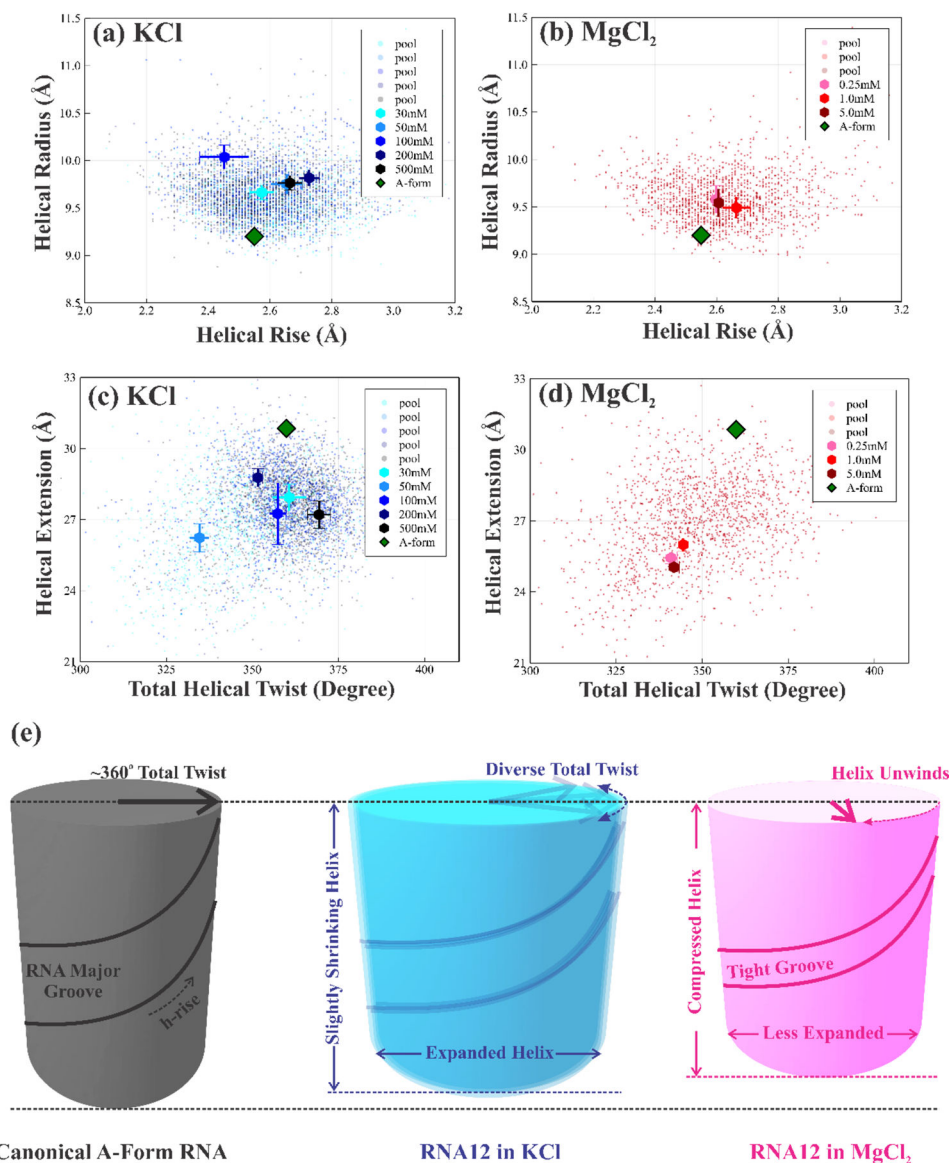 (a) KCl
Helical Radius (Å)
11.5
11.0
10.5
10.0
9.5
9.0
8.5
2.0 2.2 2.4 2.6 2.8 3.0 3.2
Helical Rise (Å)
pool
pool
pool
pool
pool
30mM
50mM
100mM
200mM
500mM
A-form
(b) MgCl₂
Helical Radius (Å)
11.5
11.0
10.5
10.0
9.5
9.0
8.5
2.0 2.2 2.4 2.6 2.8 3.0 3.2
Helical Rise (Å)
pool
pool
pool
0.25mM
1.0mM
5.0mM
A-form
(c) KCl
Helical Extension (Å)
33
30
27
24
21
300 325 350 375 400
Total Helical Twist (Degree)
pool
pool
pool
pool
pool
30mM
50mM
100mM
200mM
500mM
A-form
(d) MgCl₂
Helical Extension (Å)
33
30
27
24
21
300 325 350 375 400
Total Helical Twist (Degree)
pool
pool
pool
0.25mM
1.0mM
5.0mM
A-form
(e)
~360° Total Twist
RNA Major
Groove
h-rise
Canonical A-Form RNA
Diverse Total Twist
Slightly Shrinking Helix
Expanded Helix
RNA12 in KCl
Helix Unwinds
Compressed Helix
Tight Groove
Less Expanded
RNA12 in MgCl₂